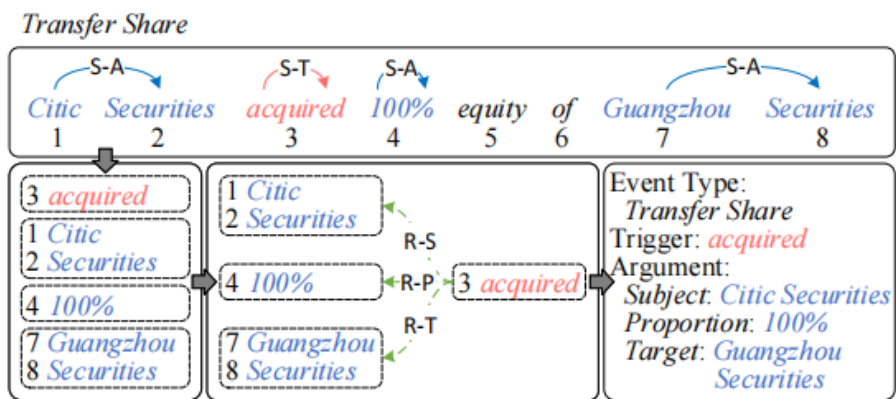 Transfer Share
S-A S-T S-A S-A
Citic Securities acquired 100% equity of Guangzhou Securities
1 2 3 4 5 6 7 8
3 acquired
1 Citic
2 Securities
4 100%
7 Guangzhou
8 Securities
1 Citic
2 Securities
4 100%
7 Guangzhou
8 Securities
R-S
R-P
R-T
3 acquired
Event Type:
Transfer Share
Trigger: acquired
Argument:
Subject: Citic Securities
Proportion: 100%
Target: Guangzhou
Securities